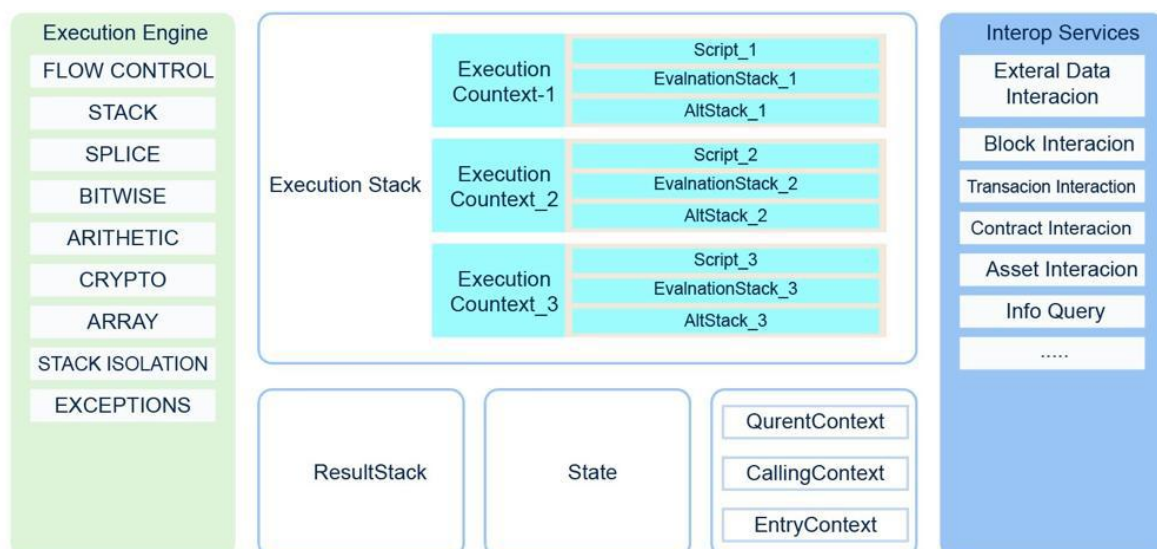 Execution Engine
FLOW CONTROL
STACK
SPLICE
BITWISE
ARITHETIC
CRYPTO
ARRAY
STACK ISOLATION
EXCEPTIONS
Execution Stack
Execution
Countext-1
Script_1
EvalnationStack_1
AltStack_1
Execution
Countext_2
Script_2
EvalnationStack_2
AltStack_2
Execution
Countext_3
Script_3
EvalnationStack_3
AltStack_3
ResultStack
State
QurentContext
CallingContext
EntryContext
Interop Services
Exteral Data
Interacion
Block Interacion
Transacion Interaction
Contract Interacion
Asset Interacion
Info Query
.....